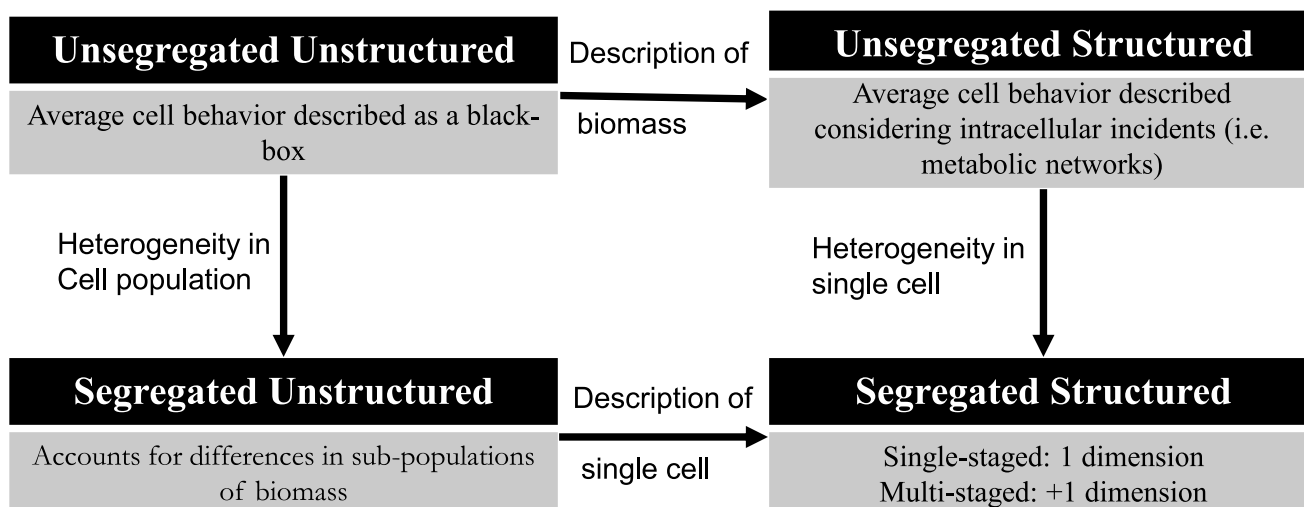 Unsegregated Unstructured
Average cell behavior described as a black-
box
Description of
biomass
Unsegregated Structured
Average cell behavior described
considering intracellular incidents (i.e.
metabolic networks)
Heterogeneity in
Cell population
Heterogeneity in
single cell
Segregated Unstructured
Accounts for differences in sub-populations
of biomass
Description of
single cell
Segregated Structured
Single-staged: 1 dimension
Multi-staged: +1 dimension